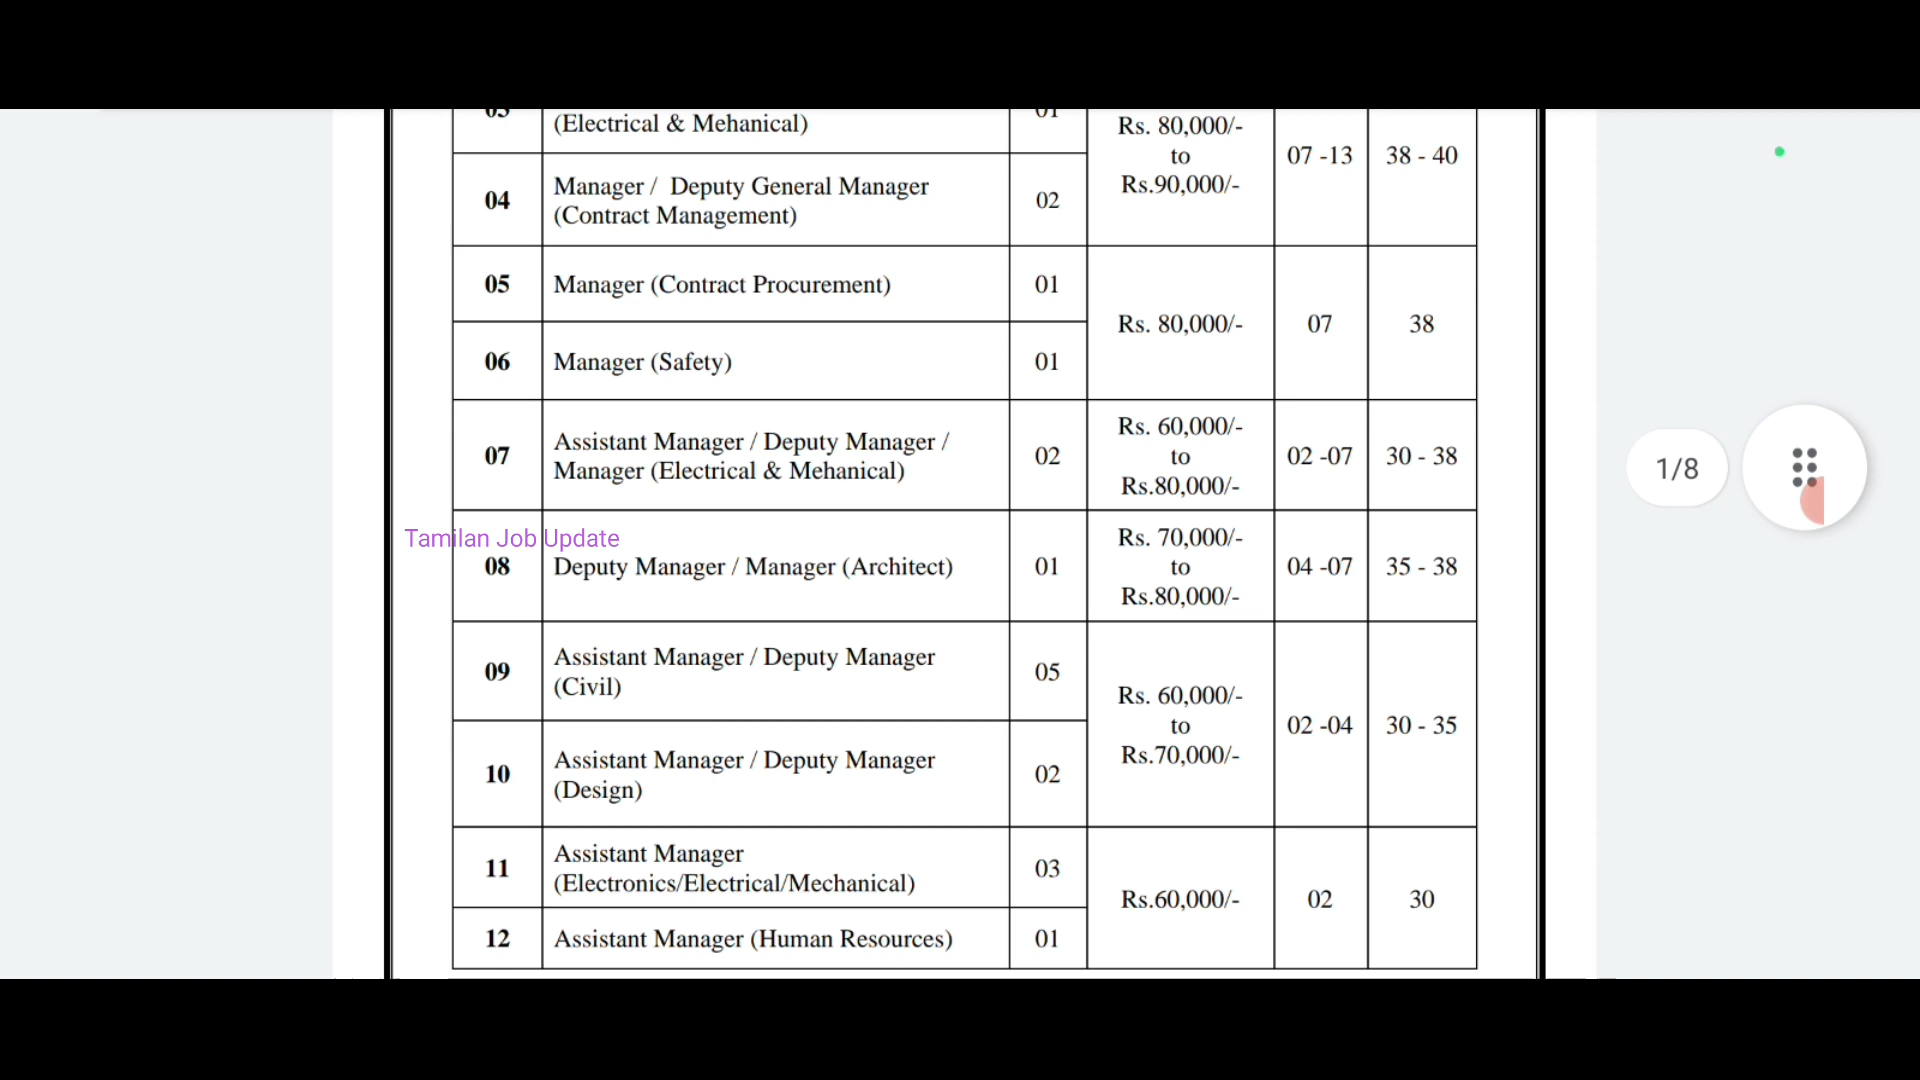 03
(Electrical & Mehanical)
01
Rs. 80,000/-
to
Rs.90,000/-
07 -13
38 - 40
04
Manager / Deputy General Manager
(Contract Management)
02
05
Manager (Contract Procurement)
01
Rs. 80,000/-
07
38
06
Manager (Safety)
01
07
Assistant Manager / Deputy Manager /
Manager (Electrical & Mehanical)
02
Rs. 60,000/-
to
Rs.80,000/-
02 -07
30 - 38
Tamilan Job Update
08
Deputy Manager / Manager (Architect)
01
Rs. 70,000/-
to
Rs.80,000/-
04 -07
35 - 38
09
Assistant Manager / Deputy Manager
(Civil)
05
Rs. 60,000/-
to
Rs.70,000/-
02 -04
30 - 35
10
Assistant Manager / Deputy Manager
(Design)
02
11
Assistant Manager
(Electronics/Electrical/Mechanical)
03
Rs.60,000/-
02
30
12
Assistant Manager (Human Resources)
01
1/8